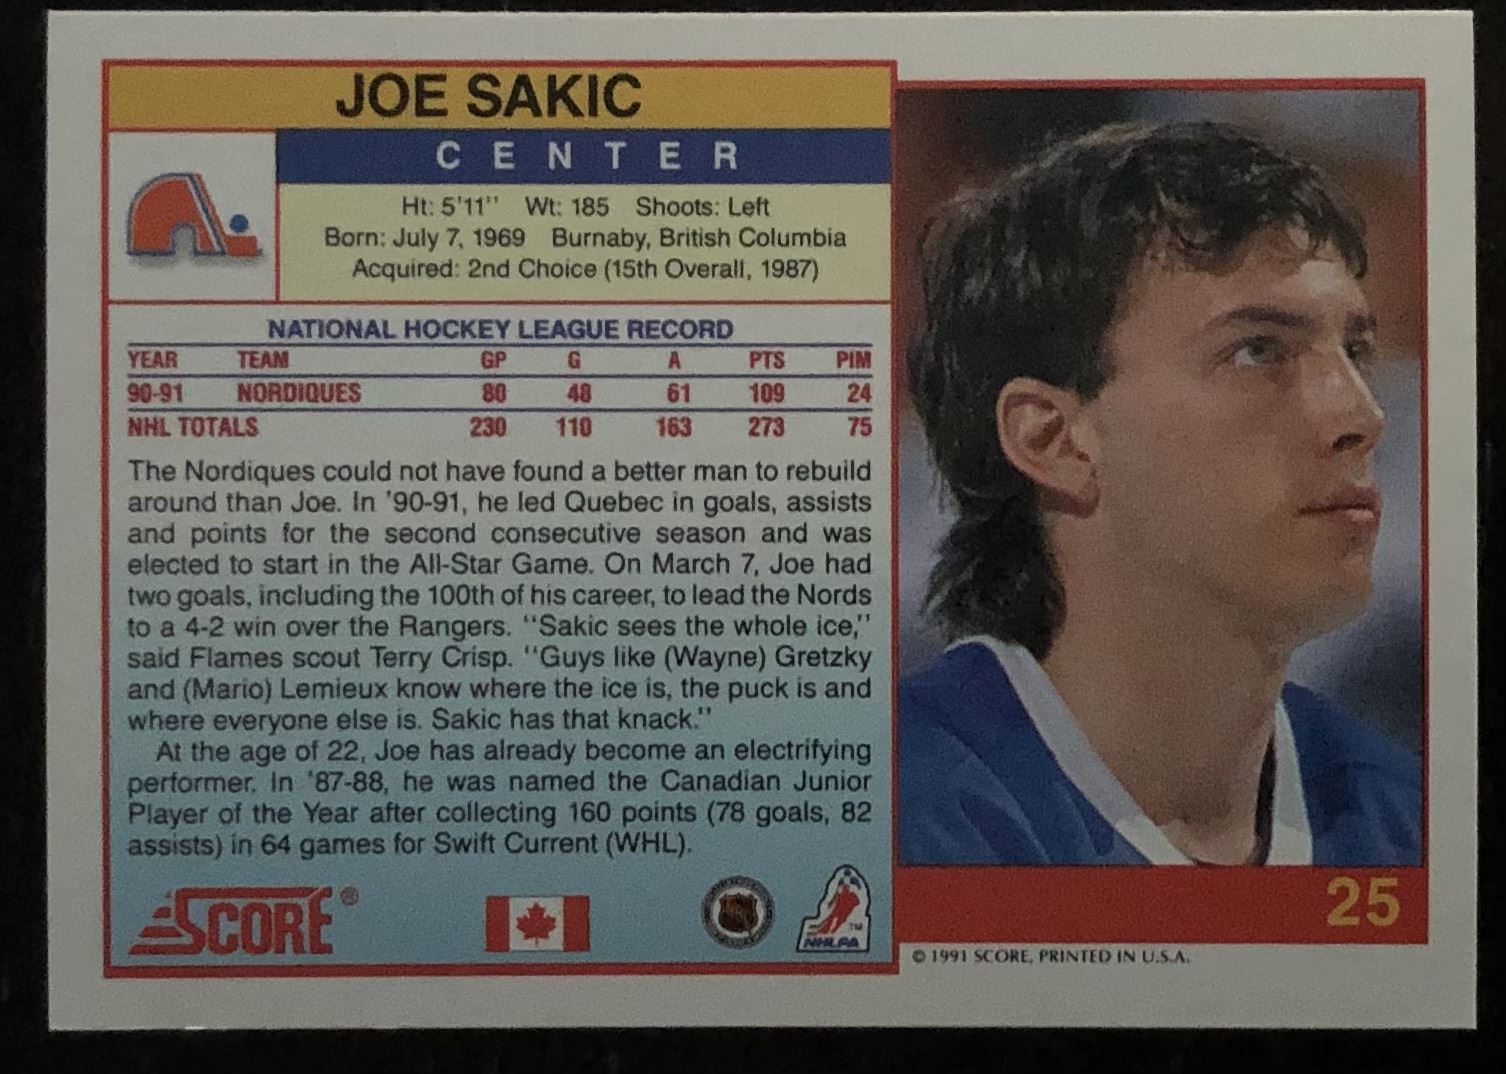 JOE SAKIC
CENTER
Ht: 5'11'' Wt: 185 Shoots: Left
Born: July 7, 1969 Burnaby, British Columbia
Acquired: 2nd Choice (15th Overall, 1987)
NATIONAL HOCKEY LEAGUE RECORD
YEAR TEAM GP G A PTS PIM
90-91 NORDIQUES 80 48 61 109 24
NHL TOTALS 230 110 163 273 75
The Nordiques could not have found a better man to rebuild
around than Joe. In '90-91, he led Quebec in goals, assists
and points for the second consecutive season and was
elected to start in the All-Star Game. On March 7, Joe had
two goals, including the 100th of his career, to lead the Nords
to a 4-2 win over the Rangers. ''Sakic sees the whole ice,''
said Flames scout Terry Crisp. ''Guys like (Wayne) Gretzky
and (Mario) Lemieux know where the ice is, the puck is and
where everyone else is. Sakic has that knack.''
At the age of 22, Joe has already become an electrifying
performer. In '87-88, he was named the Canadian Junior
Player of the Year after collecting 160 points (78 goals, 82
assists) in 64 games for Swift Current (WHL).
SCORE®
NHLPA
TM
25
© 1991 SCORE, PRINTED IN U.S.A.